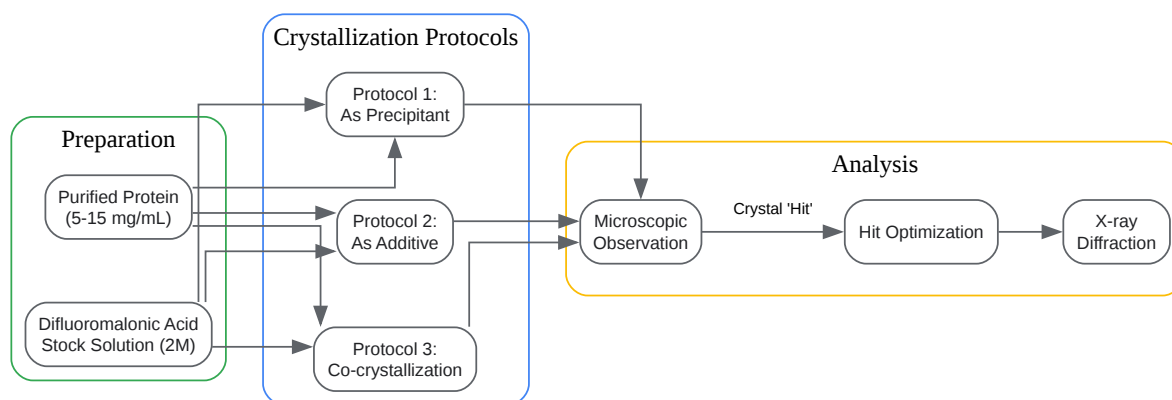 Crystallization Protocols
Protocol 1:
As Precipitant
Preparation
Purified Protein
(5-15 mg/mL)
Protocol 2:
As Additive
Difluoromalonic Acid
Stock Solution (2M)
Protocol 3:
Co-crystallization
Analysis
Microscopic
Observation
Crystal 'Hit'
Hit Optimization
X-ray
Diffraction